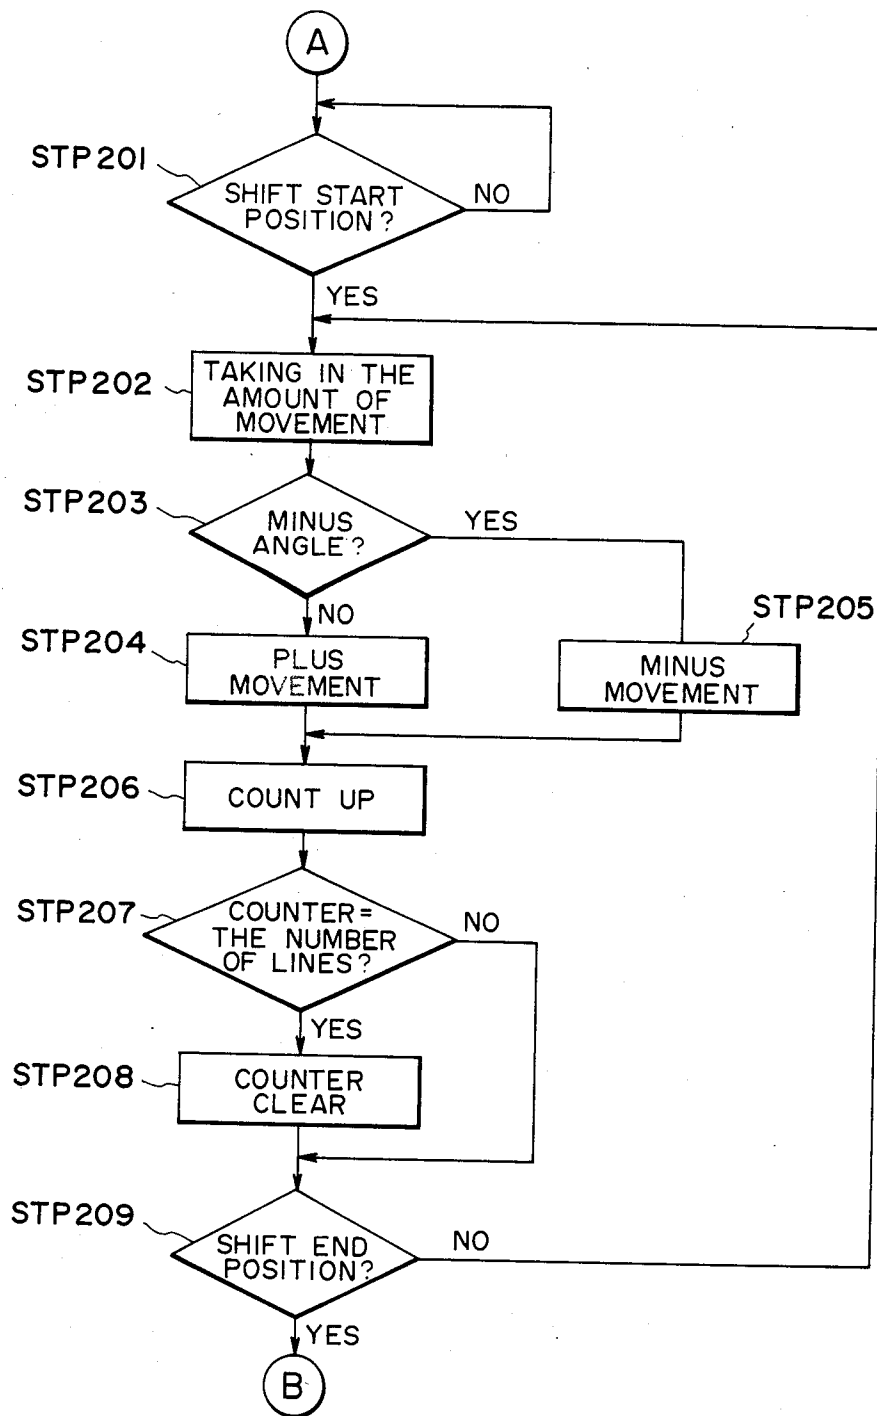 A
STP201
SHIFT START
POSITION?
NO
YES
STP202
TAKING IN THE
AMOUNT OF
MOVEMENT
STP203
MINUS
ANGLE?
YES
NO
STP204
PLUS
MOVEMENT
STP205
MINUS
MOVEMENT
STP206
COUNT UP
STP207
COUNTER=
THE NUMBER
OF LINES?
NO
YES
STP208
COUNTER
CLEAR
STP209
SHIFT END
POSITION?
NO
YES
B